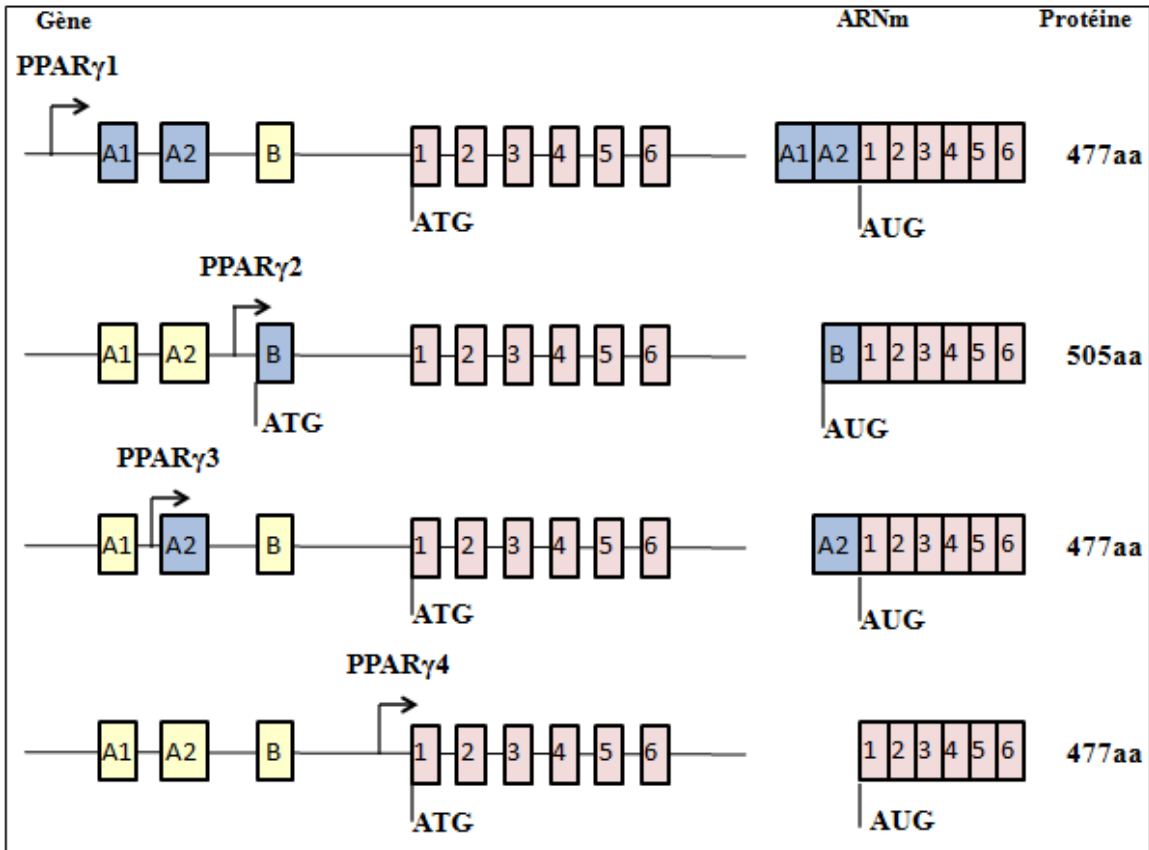 Gène ARNm Protéine
PPARγ1
A1 A2 B 1 2 3 4 5 6 A1 A2 1 2 3 4 5 6 477aa
ATG AUG
PPARγ2
A1 A2 B 1 2 3 4 5 6 B 1 2 3 4 5 6 505aa
ATG ATG AUG
PPARγ3
A1 A2 B 1 2 3 4 5 6 A2 1 2 3 4 5 6 477aa
ATG AUG
PPARγ4
A1 A2 B 1 2 3 4 5 6 1 2 3 4 5 6 477aa
ATG AUG